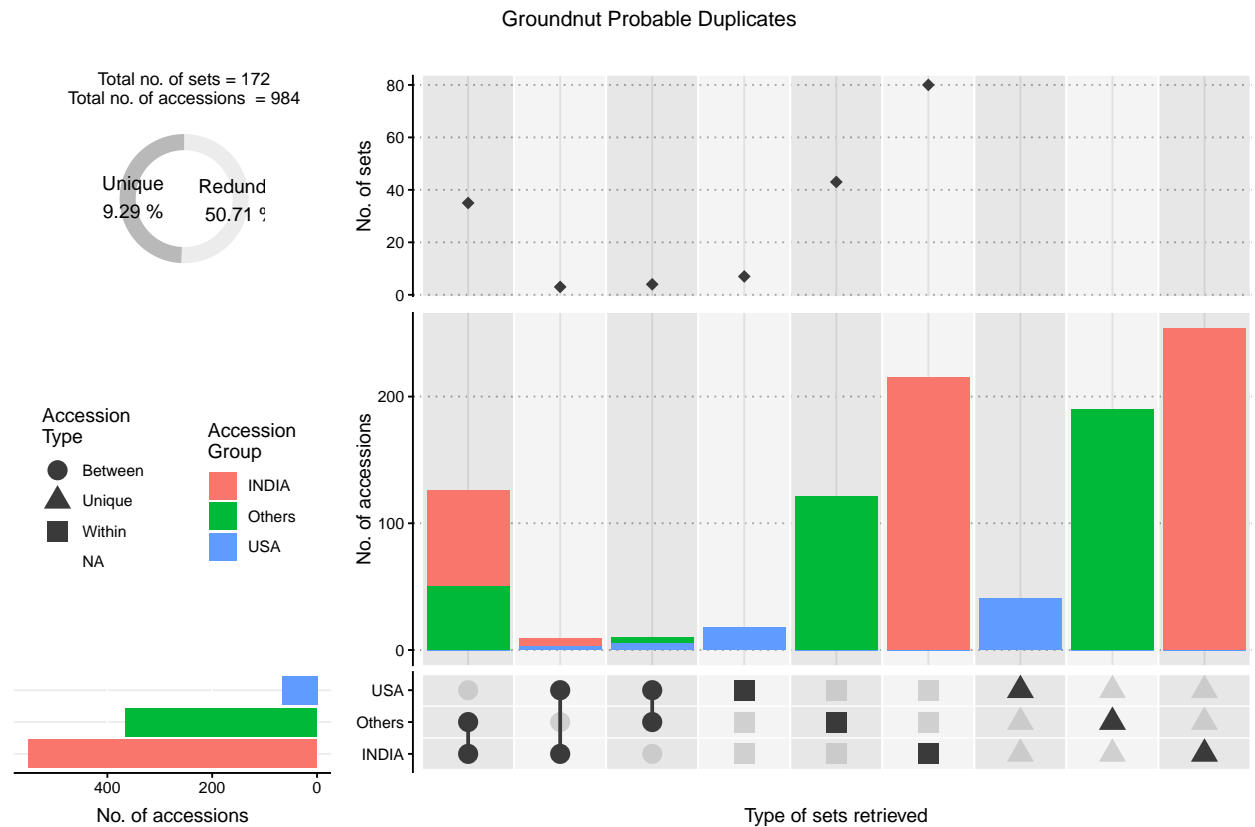 Groundnut Probable Duplicates
Total no. of sets = 172
Total no. of accessions = 984
Unique
9.29 %
Redund
50.71 %
No. of sets
80
60
40
20
0
No. of accessions
200
100
0
Accession
Type
Between
Unique
Within
NA
Accession
Group
INDIA
Others
USA
USA
Others
INDIA
400
200
0
No. of accessions
Type of sets retrieved